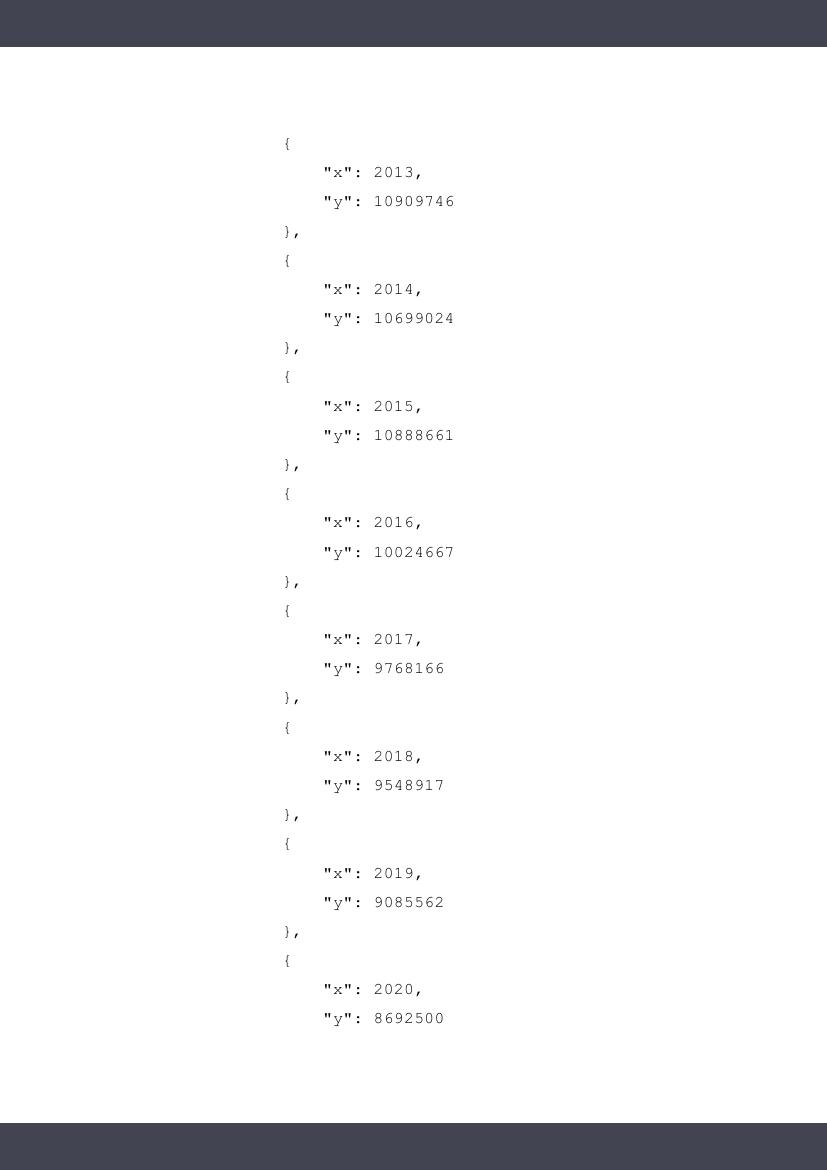 {
"x": 2013,
"y": 10909746
},
{
"x": 2014,
"y": 10699024
},
{
"x": 2015,
"y": 10888661
},
{
"x": 2016,
"y": 10024667
},
{
"x": 2017,
"y": 9768166
},
{
"x": 2018,
"y": 9548917
},
{
"x": 2019,
"y": 9085562
},
{
"x": 2020,
"y": 8692500